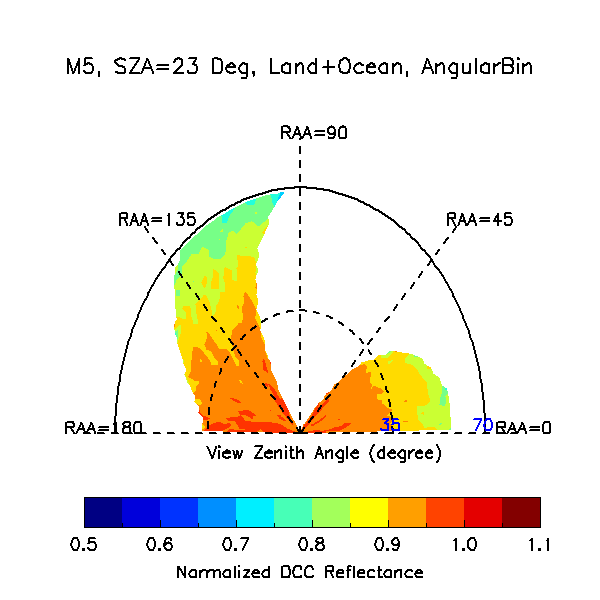 M5, SZA=23 Deg, Land+Ocean, AngularBin
RAA=90
RAA=135 RAA=45
RAA=180 35 70 RAA=0
View Zenith Angle (degree)
0.5 0.6 0.7 0.8 0.9 1.0 1.1
Normalized DCC Reflectance